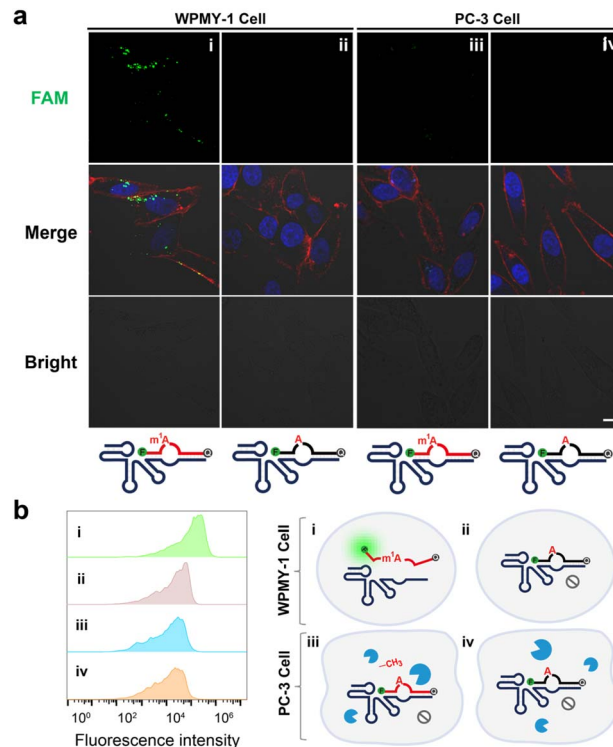 a
WPMY-1 Cell PC-3 Cell
i ii iii iv
FAM
Merge
Bright
m¹A A m¹A A
F F F F
b
i
ii
iii
iv
10⁰ 10² 10⁴ 10⁶
Fluorescence intensity
WPMY-1 Cell
i ii
m¹A A
F
PC-3 Cell
iii iv
–CH₃
A A
F F